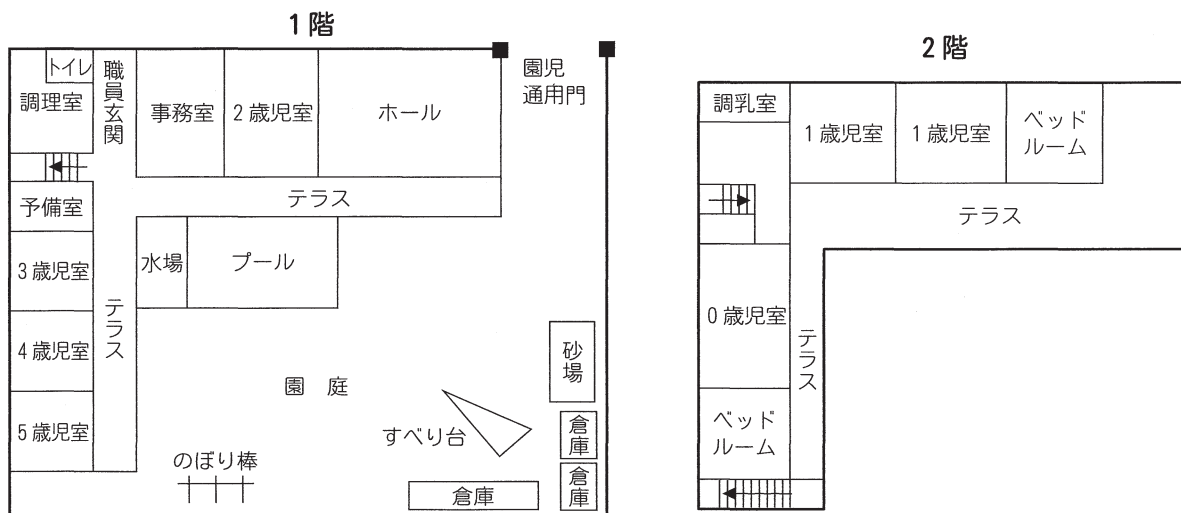 1階
トイレ
調理室
職員玄関
事務室
2歳児室
ホール
園児
通用門
予備室
テラス
3歳児室
水場
プール
テラス
4歳児室
砂場
園庭
5歳児室
すべり台
倉庫
のぼり棒
倉庫
倉庫
2階
調乳室
1歳児室
1歳児室
ベッド
ルーム
テラス
0歳児室
テラス
ベッド
ルーム